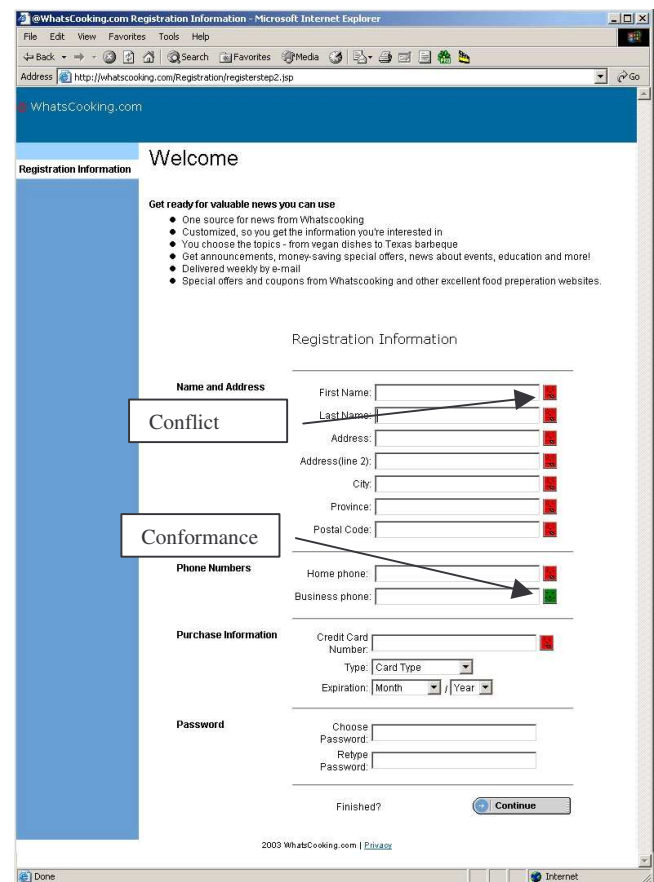 @WhatsCooking.com Registration Information - Microsoft Internet Explorer
File Edit View Favorites Tools Help
Back Search Favorites Media
Address http://whatscooking.com/Registration/registerstep2.jsp Go
WhatsCooking.com
Registration Information
Welcome
Get ready for valuable news you can use
One source for news from Whatscooking
Customized, so you get the information you're interested in
You choose the topics - from vegan dishes to Texas barbeque
Get announcements, money-saving special offers, news about events, education and more!
Delivered weekly by e-mail
Special offers and coupons from Whatscooking and other excellent food preperation websites.
Registration Information
Name and Address
First Name:
Conflict
Last Name:
Address:
Address(line 2):
City:
Province:
Postal Code:
Conformance
Phone Numbers
Home phone:
Business phone:
Purchase Information
Credit Card
Number:
Type: Card Type
Expiration: Month / Year
Password
Choose
Password:
Retype
Password:
Finished? Continue
2003 WhatsCooking.com | Privacy
Done Internet